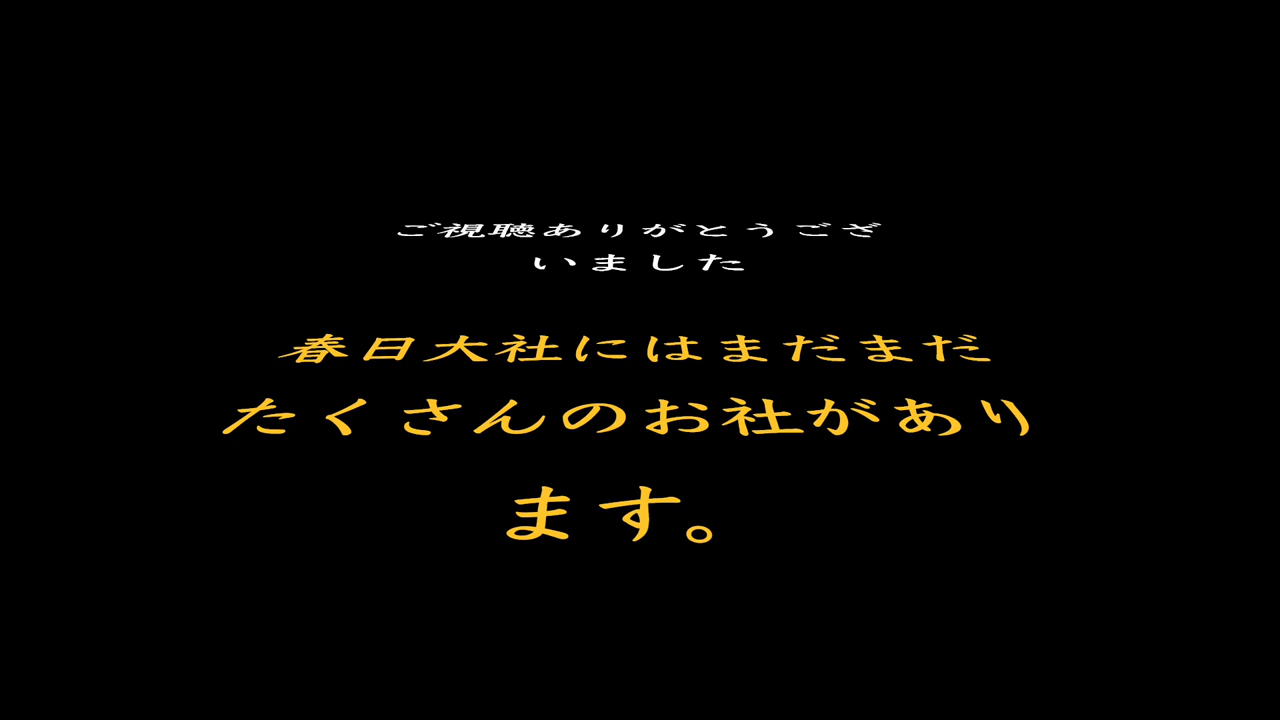 ご視聴ありがとうござ
いました
春日大社にはまだまだ
たくさんのお社があり
ます。